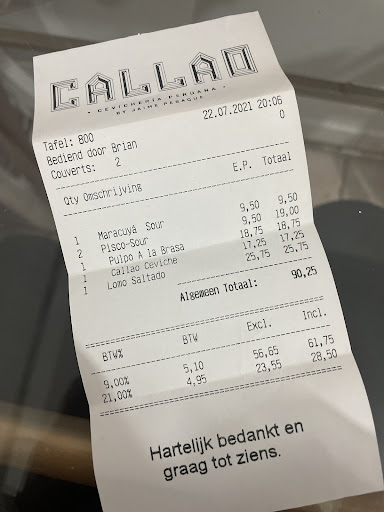 CALLAO
• CEVICHERIA PERUANA •
BY JAIME PESAQUE
22.07.2021 20:06
Tafel: 800 0
Bediend door Brian
Couverts: 2
Qty Omschrijving E.P. Totaal
1 Maracuyá Sour 9,50 9,50
2 Pisco-Sour 9,50 19,00
1 Pulpo A la Brasa 18,75 18,75
1 Callao Ceviche 17,25 17,25
1 Lomo Saltado 25,75 25,75
Algemeen Totaal: 90,25
BTW% BTW Excl. Incl.
9,00% 5,10 56,65 61,75
21,00% 4,95 23,55 28,50
Hartelijk bedankt en
graag tot ziens.